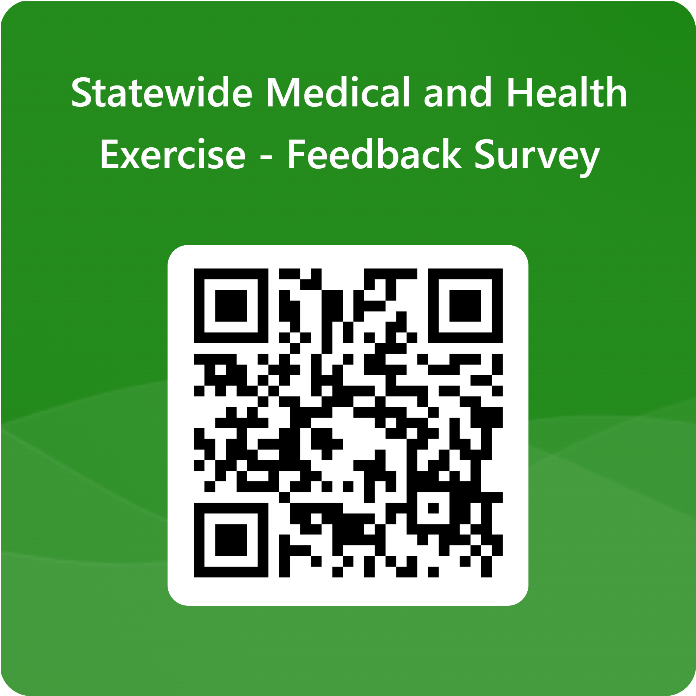 Statewide Medical and Health
Exercise - Feedback Survey